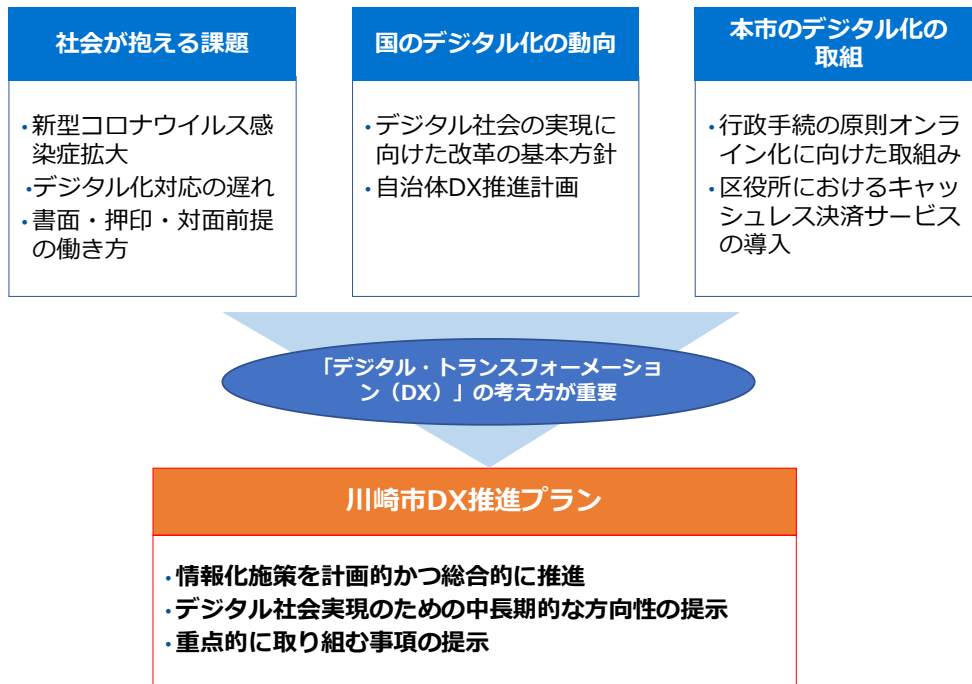 社会が抱える課題
・新型コロナウイルス感
染症拡大
・デジタル化対応の遅れ
・書面・押印・対面前提
の働き方
国のデジタル化の動向
・デジタル社会の実現に
向けた改革の基本方針
・自治体DX推進計画
本市のデジタル化の
取組
・行政手続の原則オンラ
イン化に向けた取組み
・区役所におけるキャッ
シュレス決済サービス
の導入
「デジタル・トランスフォーメーショ
ン（DX）」の考え方が重要
川崎市DX推進プラン
・情報化施策を計画的かつ総合的に推進
・デジタル社会実現のための中長期的な方向性の提示
・重点的に取り組む事項の提示